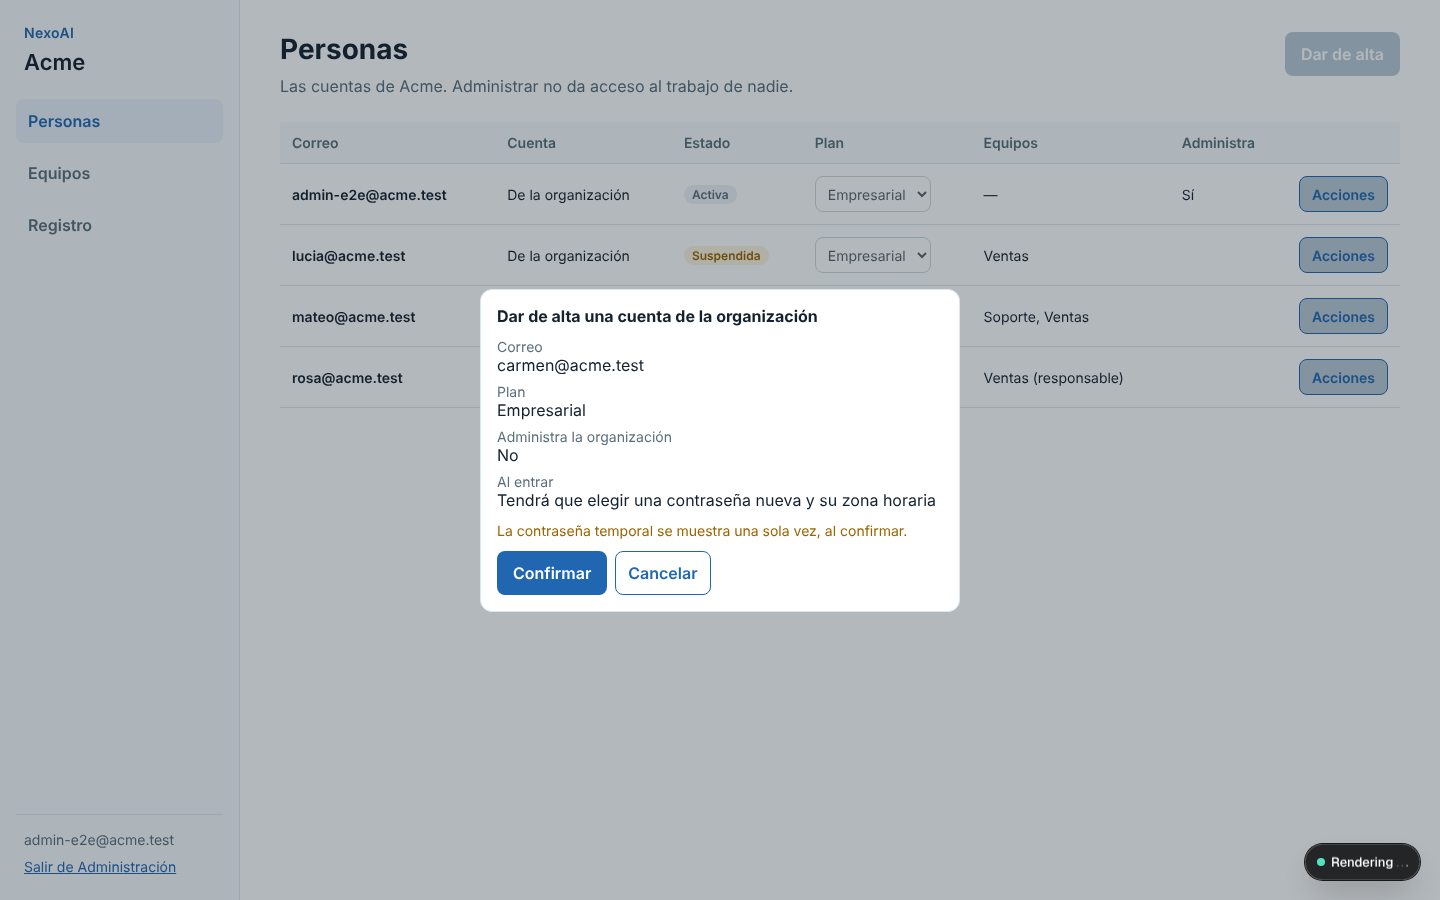 NexoAI
Acme
Personas
Equipos
Registro
admin-e2e@acme.test
Salir de Administración
Personas
Las cuentas de Acme. Administrar no da acceso al trabajo de nadie.
Dar de alta
Correo Cuenta Estado Plan Equipos Administra
admin-e2e@acme.test De la organización Activa Empresarial — Sí Acciones
lucia@acme.test De la organización Suspendida Empresarial Ventas Acciones
mateo@acme.test Soporte, Ventas Acciones
rosa@acme.test Ventas (responsable) Acciones
Dar de alta una cuenta de la organización
Correo
carmen@acme.test
Plan
Empresarial
Administra la organización
No
Al entrar
Tendrá que elegir una contraseña nueva y su zona horaria
La contraseña temporal se muestra una sola vez, al confirmar.
Confirmar Cancelar
Rendering ...